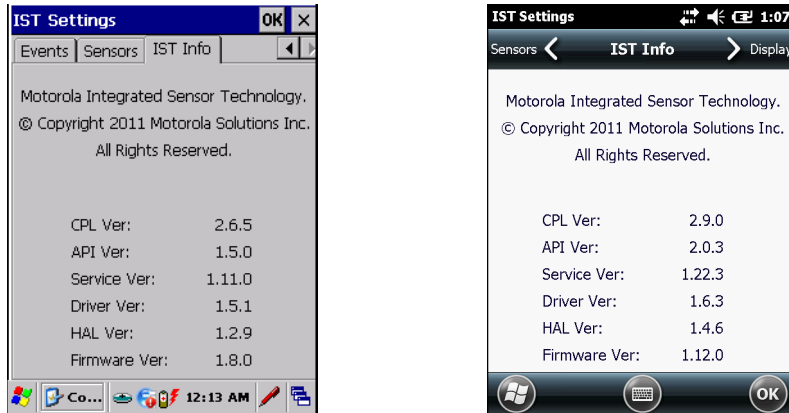 IST Settings OK
Events Sensors IST Info
Motorola Integrated Sensor Technology.
© Copyright 2011 Motorola Solutions Inc.
All Rights Reserved.
CPL Ver: 2.6.5
API Ver: 1.5.0
Service Ver: 1.11.0
Driver Ver: 1.5.1
HAL Ver: 1.2.9
Firmware Ver: 1.8.0
Co... 12:13 AM
IST Settings 1:07
Sensors IST Info Display
Motorola Integrated Sensor Technology.
© Copyright 2011 Motorola Solutions Inc.
All Rights Reserved.
CPL Ver: 2.9.0
API Ver: 2.0.3
Service Ver: 1.22.3
Driver Ver: 1.6.3
HAL Ver: 1.4.6
Firmware Ver: 1.12.0
OK